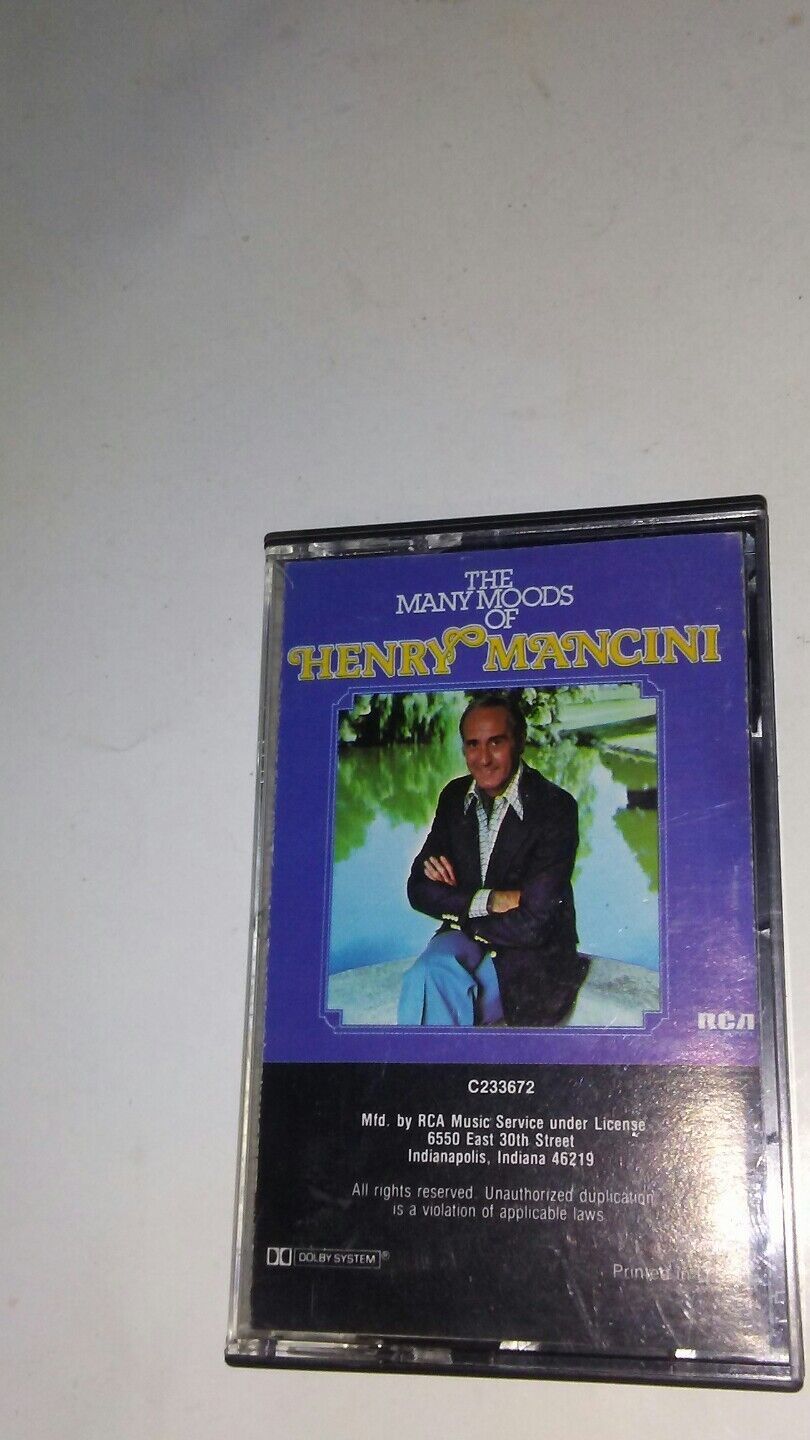 THE
MANY MOODS
OF
HENRY MANCINI
RCA
C233672
Mfd. by RCA Music Service under License
6550 East 30th Street
Indianapolis, Indiana 46219
All rights reserved. Unauthorized duplication
is a violation of applicable laws.
DOLBY SYSTEM®
Printed in